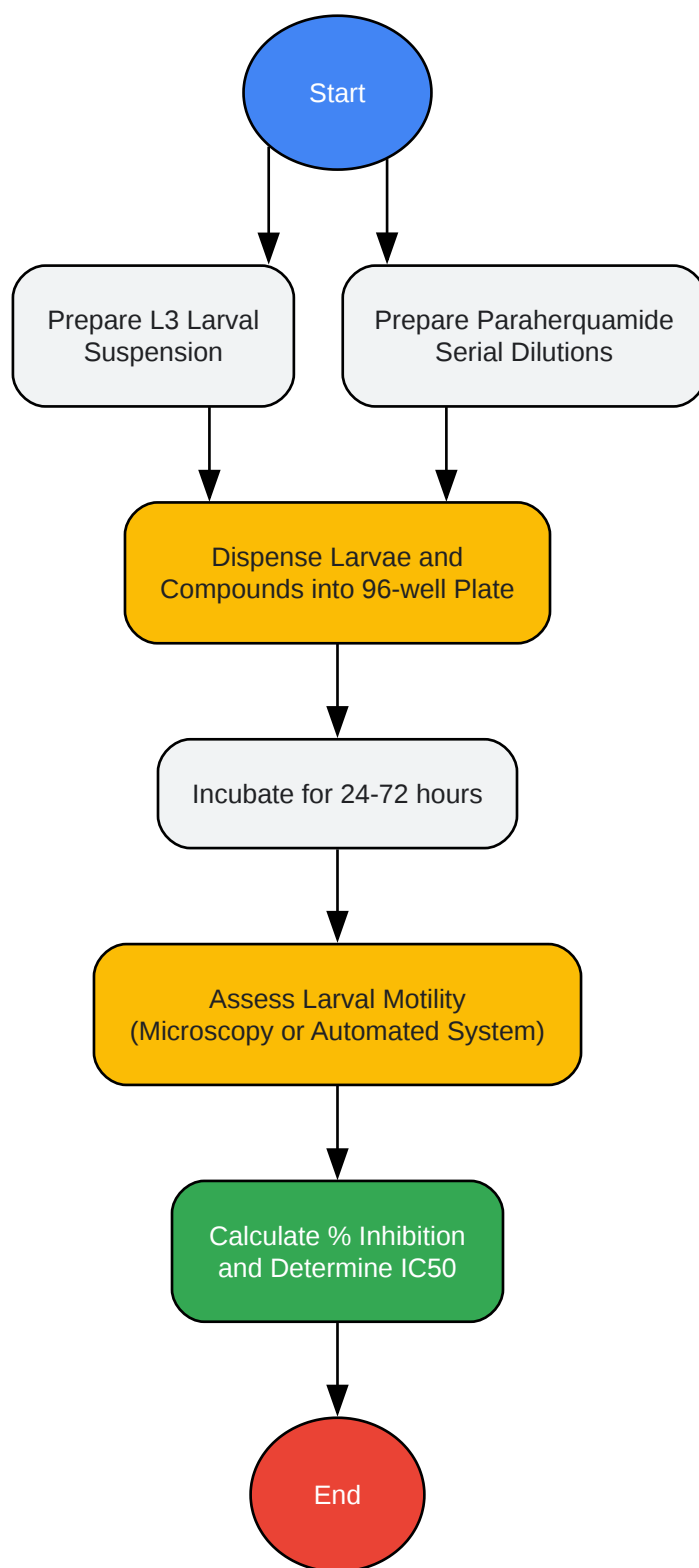 Start
Prepare L3 Larval
Suspension
Prepare Paraherquamide
Serial Dilutions
Dispense Larvae and
Compounds into 96-well Plate
Incubate for 24-72 hours
Assess Larval Motility
(Microscopy or Automated System)
Calculate % Inhibition
and Determine IC50
End